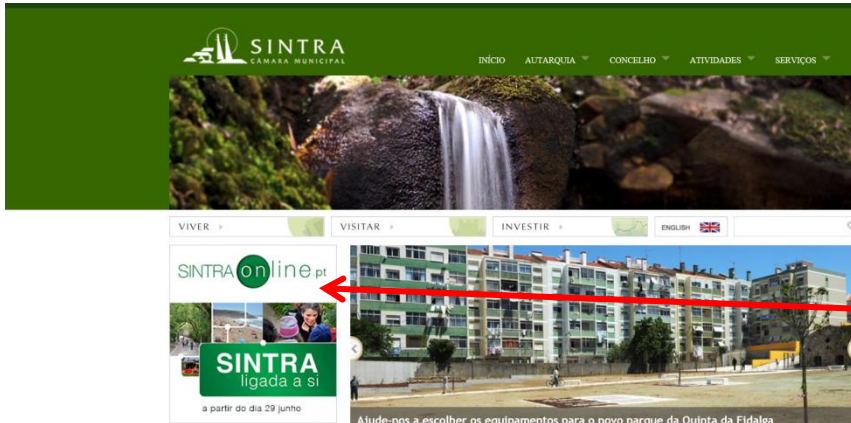 SINTRA
CÂMARA MUNICIPAL
INÍCIO AUTARQUIA CONCELHO ATIVIDADES SERVIÇOS
VIVER VISITAR INVESTIR ENGLISH
SINTRA online.pt
SINTRA
ligada a si
a partir do dia 29 junho
Ajude-nos a escolher os equipamentos para o novo parque da Quinta da Fidalga